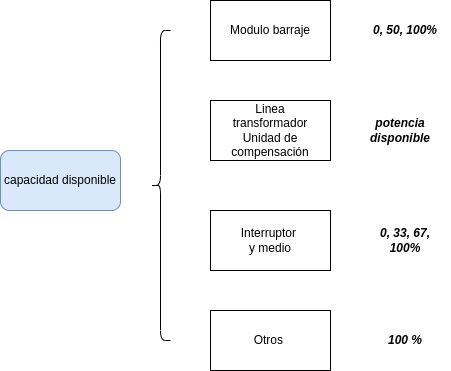 Modulo barraje
0, 50, 100%
Linea
transformador
Unidad de
compensación
potencia
disponible
capacidad disponible
Interruptor
y medio
0, 33, 67,
100%
Otros
100 %